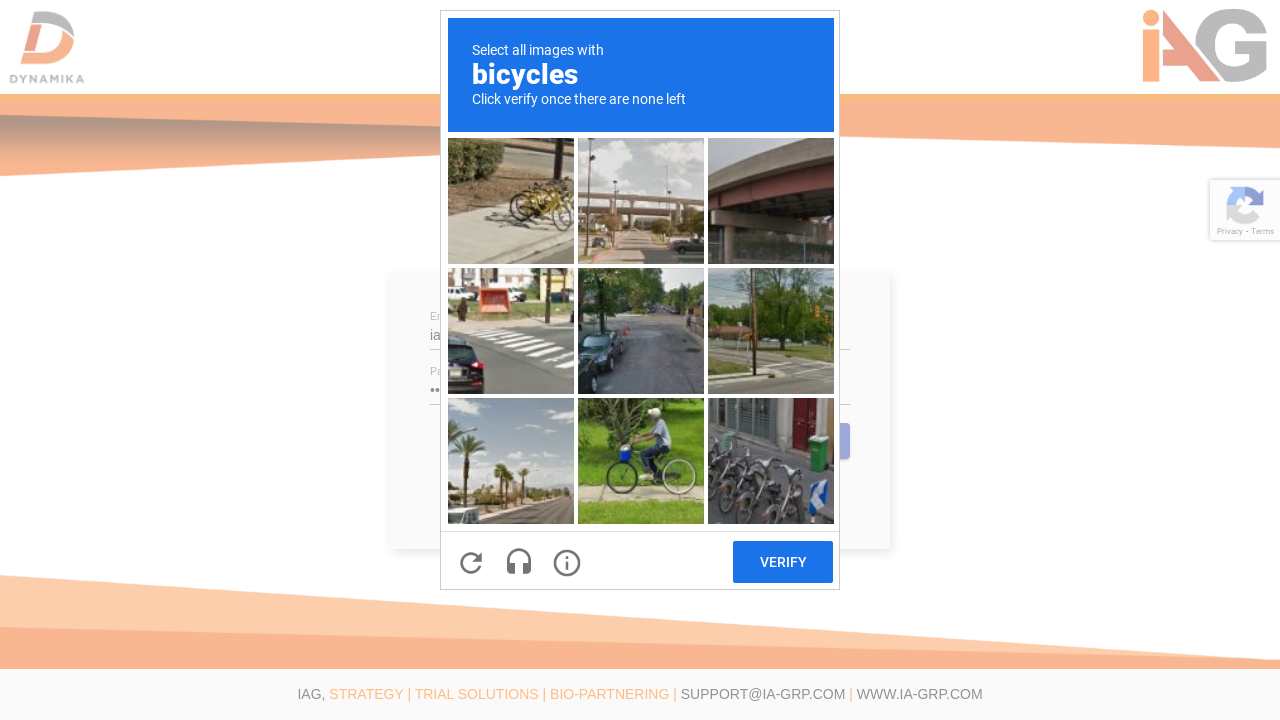 DYNAMIKA
iAG
Select all images with
bicycles
Click verify once there are none left
Privacy - Terms
ia
••
VERIFY
IAG, STRATEGY | TRIAL SOLUTIONS | BIO-PARTNERING | SUPPORT@IA-GRP.COM | WWW.IA-GRP.COM